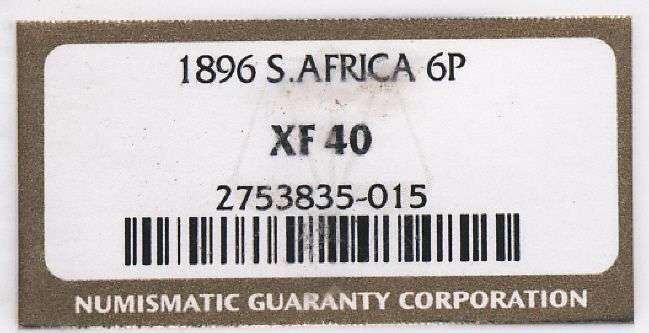 1896 S.AFRICA 6P
XF 40
2753835-015
NUMISMATIC GUARANTY CORPORATION